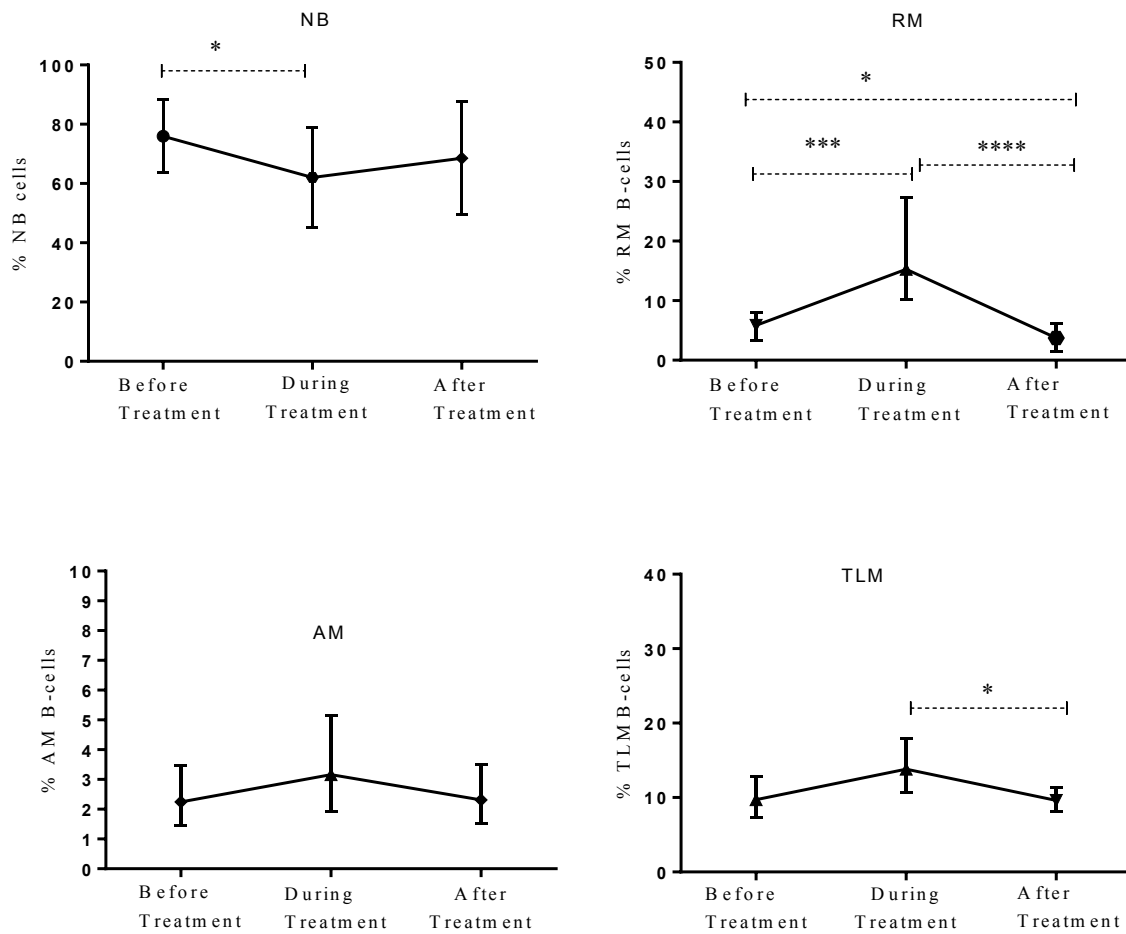 NB
*
100
80
60
40
20
0
% NB cells
Before
Treatment
During
Treatment
After
Treatment
RM
*
***
****
50
40
30
20
10
0
% RM B-cells
Before
Treatment
During
Treatment
After
Treatment
AM
10
9
8
7
6
5
4
3
2
1
0
% AM B-cells
Before
Treatment
During
Treatment
After
Treatment
TLM
*
40
30
20
10
0
% TLMB-cells
Before
Treatment
During
Treatment
After
Treatment